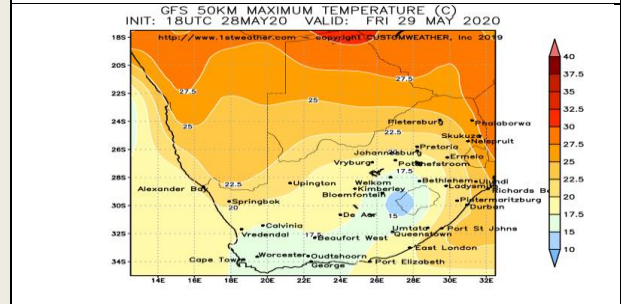 GFS 50KM MAXIMUM TEMPERATURE (C)
INIT: 18UTC 28MAY20 VALID: FRI 29 MAY 2020
http://www.1stweather.com - copyright CUSTOMWEATHER, Inc 2019
18S
20S
22S
24S
26S
28S
30S
32S
34S
14E 16E 18E 20E 22E 24E 26E 28E 30E 32E
27.5
27.5
25
25
22.5
22.5
20
20
17.5
17.5
15
Pietersburg
Phalaborwa
Skukuza
Nelspruit
Pretoria
Johannesburg
Ermelo
Vryburg
Potchefstroom
Welkom
Bethlehem
Ulundi
Ladysmith
Kimberley
Bloemfontein
Richards Ba
Alexander Bay
Upington
Springbok
Pietermaritzburg
Durban
De Aar
Calvinia
Vredendal
Beaufort West
Umtata
Queenstown
Port St Johns
East London
Cape Town
Worcester
Oudtshoorn
George
Port Elizabeth
40
37.5
35
32.5
30
27.5
25
22.5
20
17.5
15
10